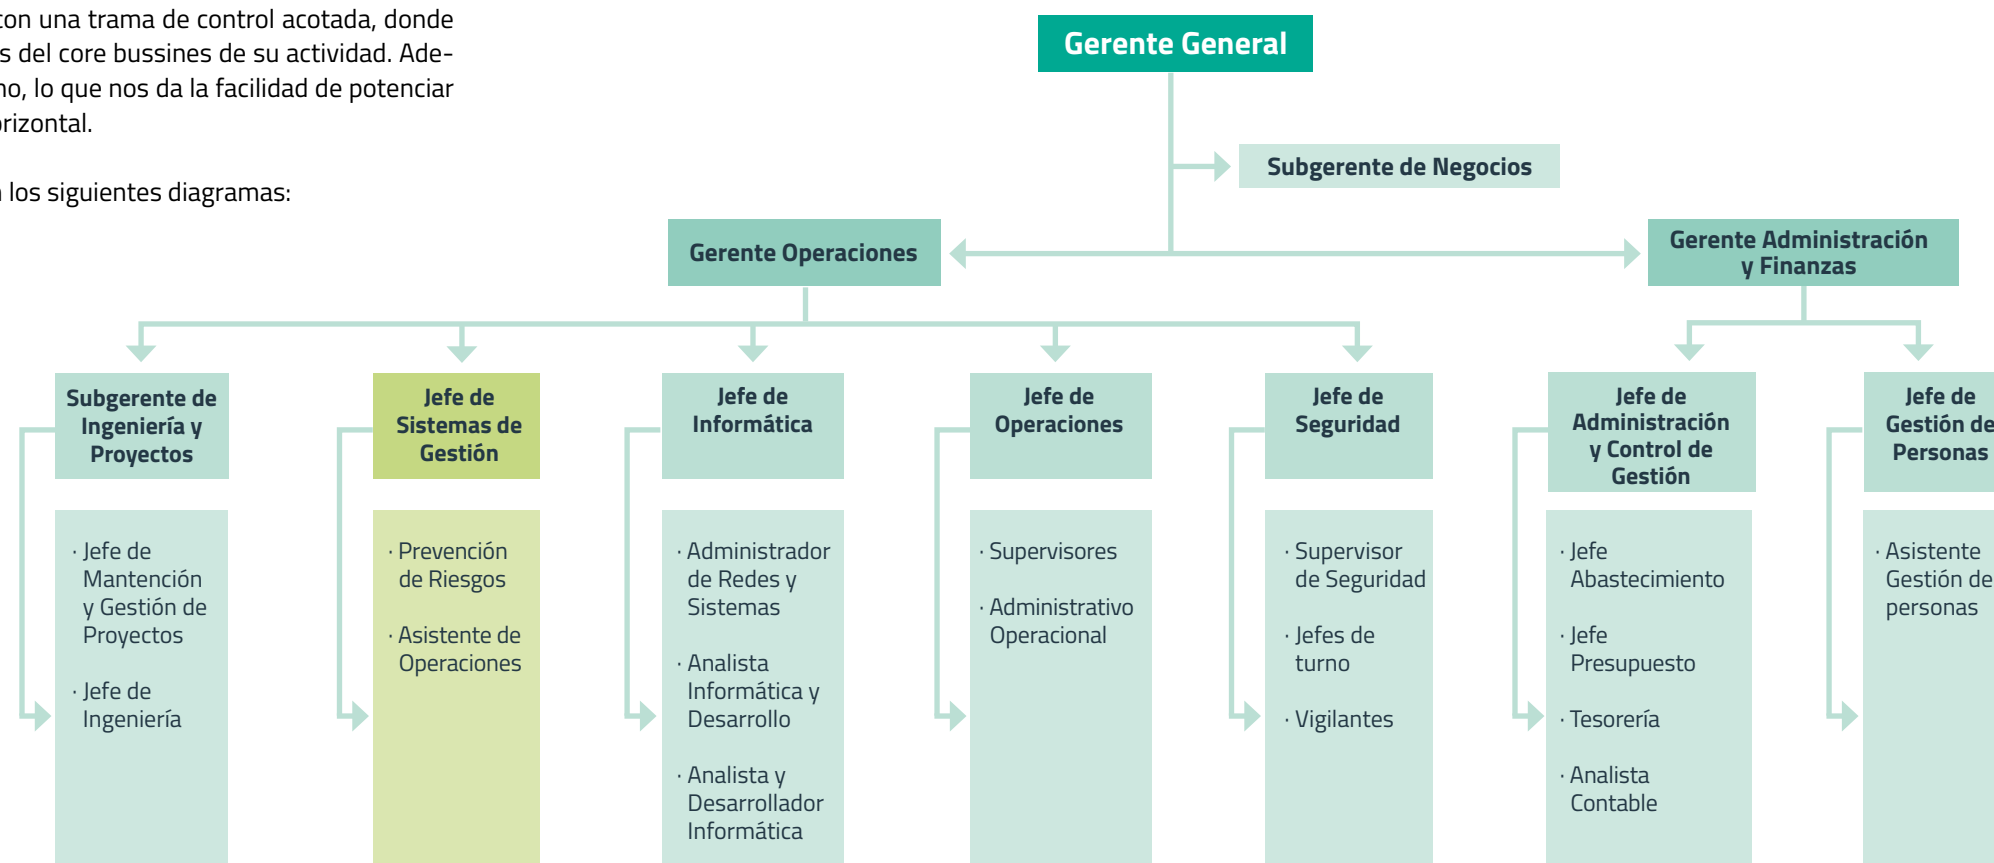 con una trama de control acotada, donde
s del core bussines de su actividad. Ade-
no, lo que nos da la facilidad de potenciar
orizontal.
los siguientes diagramas:
Gerente General
Subgerente de Negocios
Gerente Operaciones
Gerente Administración
y Finanzas
Subgerente de
Ingeniería y
Proyectos
· Jefe de
Mantención
y Gestión de
Proyectos
· Jefe de
Ingeniería
Jefe de
Sistemas de
Gestión
· Prevención
de Riesgos
· Asistente de
Operaciones
Jefe de
Informática
· Administrador
de Redes y
Sistemas
· Analista
Informática y
Desarrollo
· Analista y
Desarrollador
Informática
Jefe de
Operaciones
· Supervisores
· Administrativo
Operacional
Jefe de
Seguridad
· Supervisor
de Seguridad
· Jefes de
turno
· Vigilantes
Jefe de
Administración
y Control de
Gestión
· Jefe
Abastecimiento
· Jefe
Presupuesto
· Tesorería
· Analista
Contable
Jefe de
Gestión de
Personas
· Asistente
Gestión de
personas